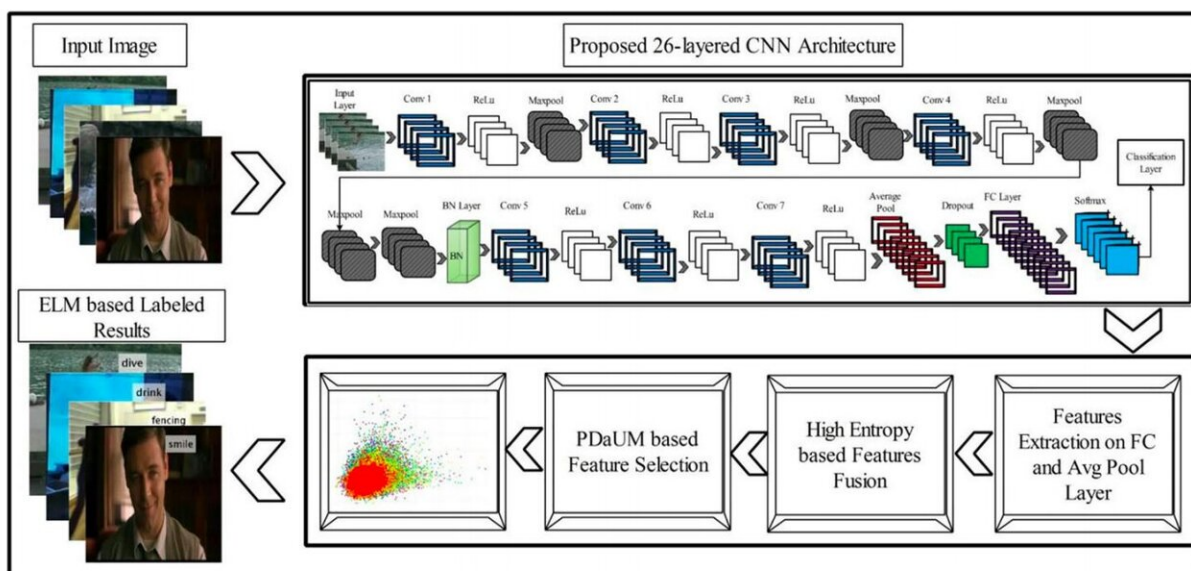 Input Image
Proposed 26-layered CNN Architecture
Input
Layer
Conv 1
ReLu
Maxpool
Conv 2
ReLu
Conv 3
ReLu
Maxpool
Conv 4
ReLu
Maxpool
Classification
Layer
Maxpool
Maxpool
BN Layer
BN
Conv 5
ReLu
Conv 6
ReLu
Conv 7
ReLu
Average
Pool
Dropout
FC Layer
Softmax
ELM based Labeled
Results
dive
drink
fencing
smile
PDaUM based
Feature Selection
High Entropy
based Features
Fusion
Features
Extraction on FC
and Avg Pool
Layer